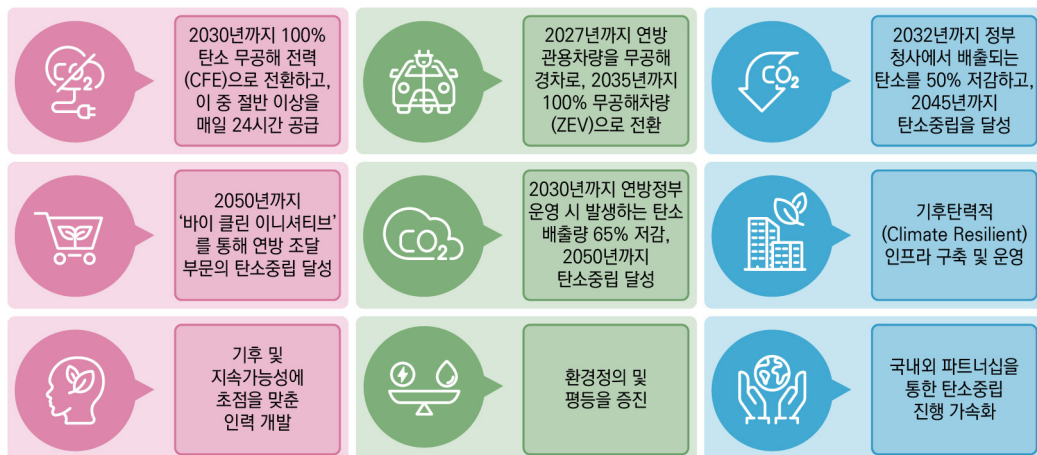 CO₂
2030년까지 100%
탄소 무공해 전력
(CFE)으로 전환하고,
이 중 절반 이상을
매일 24시간 공급
2027년까지 연방
관용차량을 무공해
경차로, 2035년까지
100% 무공해차량
(ZEV)으로 전환
CO₂
2032년까지 정부
청사에서 배출되는
탄소를 50% 저감하고,
2045년까지
탄소중립을 달성
2050년까지
‘바이 클린 이니셔티브’
를 통해 연방 조달
부문의 탄소중립 달성
CO₂
2030년까지 연방정부
운영 시 발생하는 탄소
배출량 65% 저감,
2050년까지
탄소중립 달성
기후탄력적
(Climate Resilient)
인프라 구축 및 운영
기후 및
지속가능성에
초점을 맞춘
인력 개발
환경정의 및
평등을 증진
국내외 파트너십을
통한 탄소중립
진행 가속화